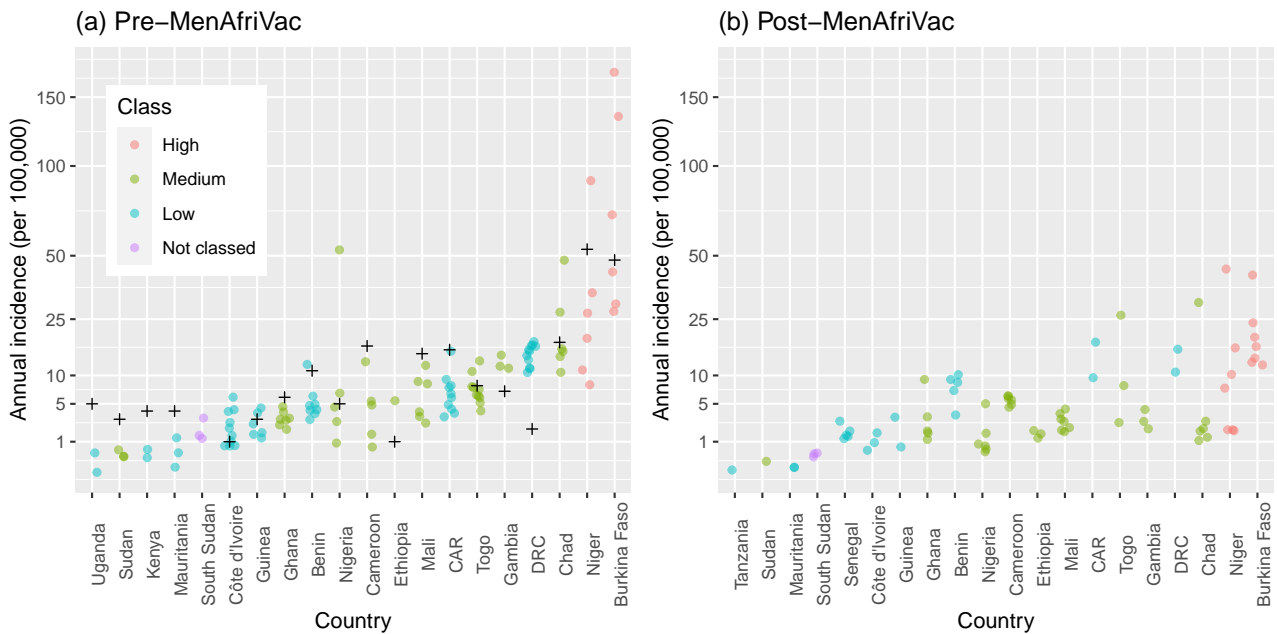 (a) Pre−MenAfriVac
Annual incidence (per 100,000)
150
100
50
25
10
5
1
Class
High
Medium
Low
Not classed
Uganda
Sudan
Kenya
Mauritania
South Sudan
Côte d'Ivoire
Guinea
Ghana
Benin
Nigeria
Cameroon
Ethiopia
Mali
CAR
Togo
Gambia
DRC
Chad
Niger
Burkina Faso
Country
(b) Post−MenAfriVac
Annual incidence (per 100,000)
150
100
50
25
10
5
1
Tanzania
Sudan
Mauritania
South Sudan
Senegal
Côte d'Ivoire
Guinea
Ghana
Benin
Nigeria
Cameroon
Ethiopia
Mali
CAR
Togo
Gambia
DRC
Chad
Niger
Burkina Faso
Country